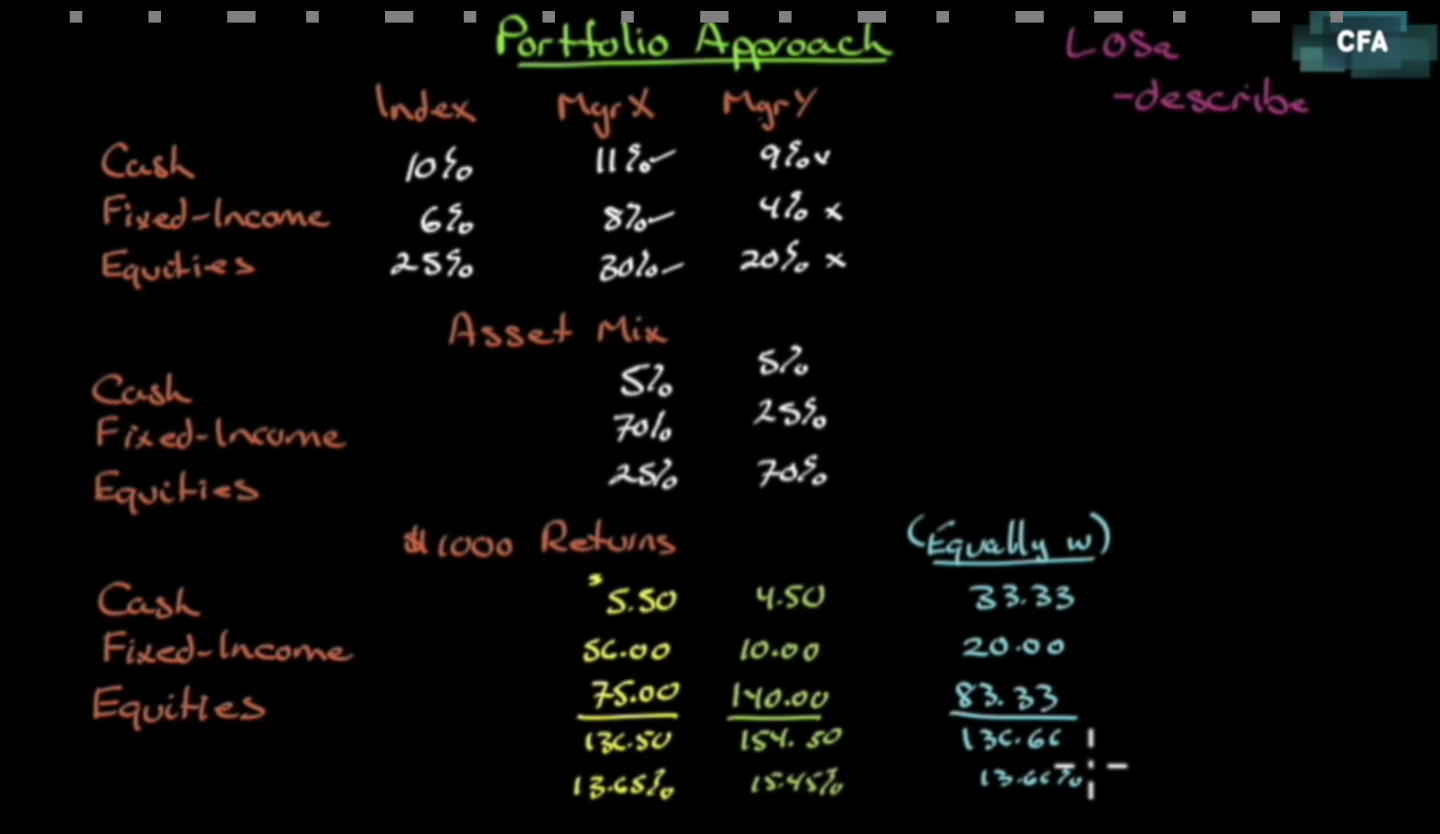 Portfolio Approach LOSa CFA
-describe
Index Mgr X Mgr Y
Cash 10% 11% ✓ 9% ✓
Fixed-Income 6% 8% ✓ 4% x
Equities 25% 30% ✓ 20% x
Asset Mix
Cash 5% 5%
Fixed-Income 70% 25%
Equities 25% 70%
$1000 Returns (Equally w)
Cash $5.50 4.50 33.33
Fixed-Income 56.00 10.00 20.00
Equities 75.00 140.00 83.33
136.50 154.50 136.66
13.65% 15.45% 13.66%